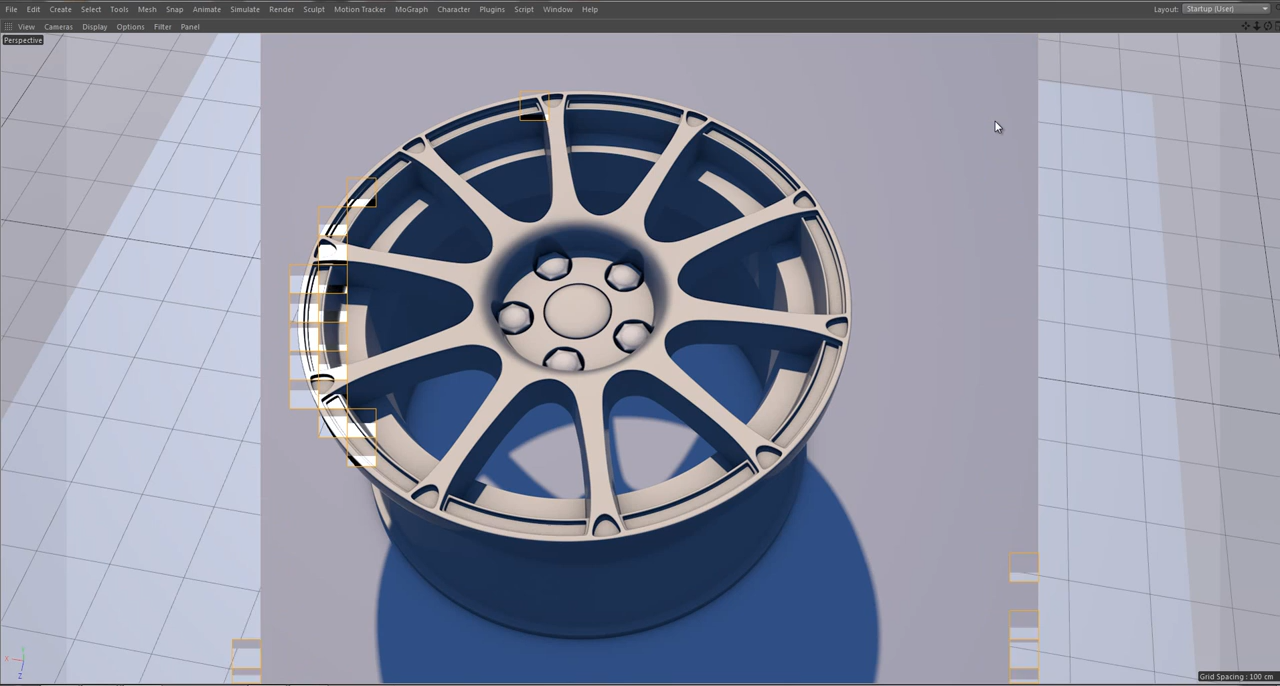 File Edit Create Select Tools Mesh Snap Animate Simulate Render Sculpt Motion Tracker MoGraph Character Plugins Script Window Help Layout: Startup (User)
View Cameras Display Options Filter Panel
Perspective
Y
X
Z
Grid Spacing : 100 cm